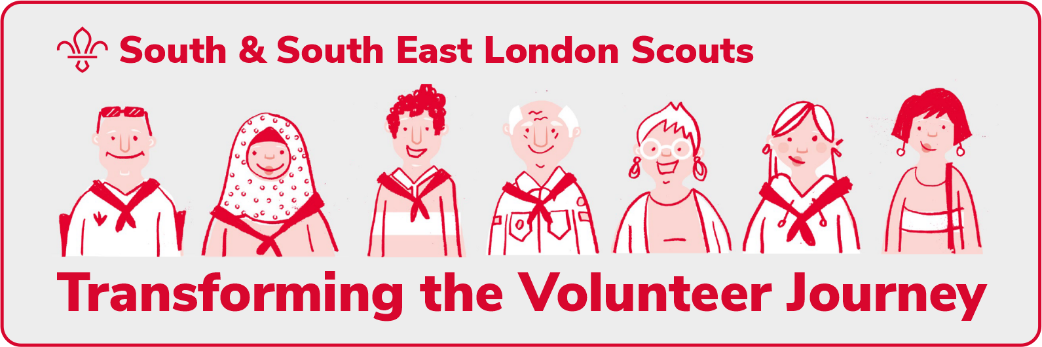 South & South East London Scouts
Transforming the Volunteer Journey